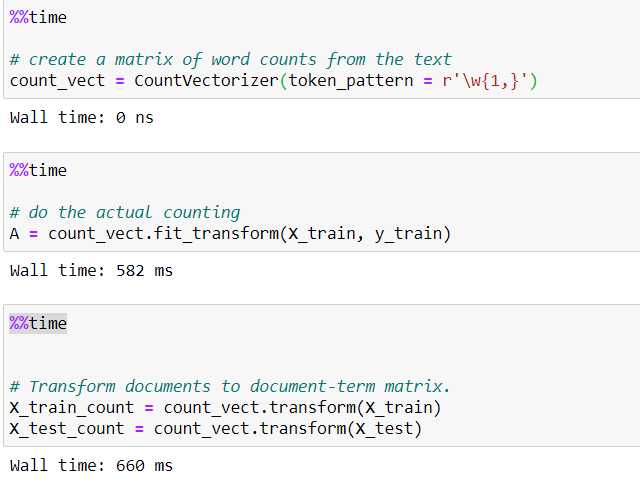 %%time
# create a matrix of word counts from the text
count_vect = CountVectorizer(token_pattern = r'\w{1,}')
Wall time: 0 ns
%%time
# do the actual counting
A = count_vect.fit_transform(X_train, y_train)
Wall time: 582 ms
%%time
# Transform documents to document-term matrix.
X_train_count = count_vect.transform(X_train)
X_test_count = count_vect.transform(X_test)
Wall time: 660 ms